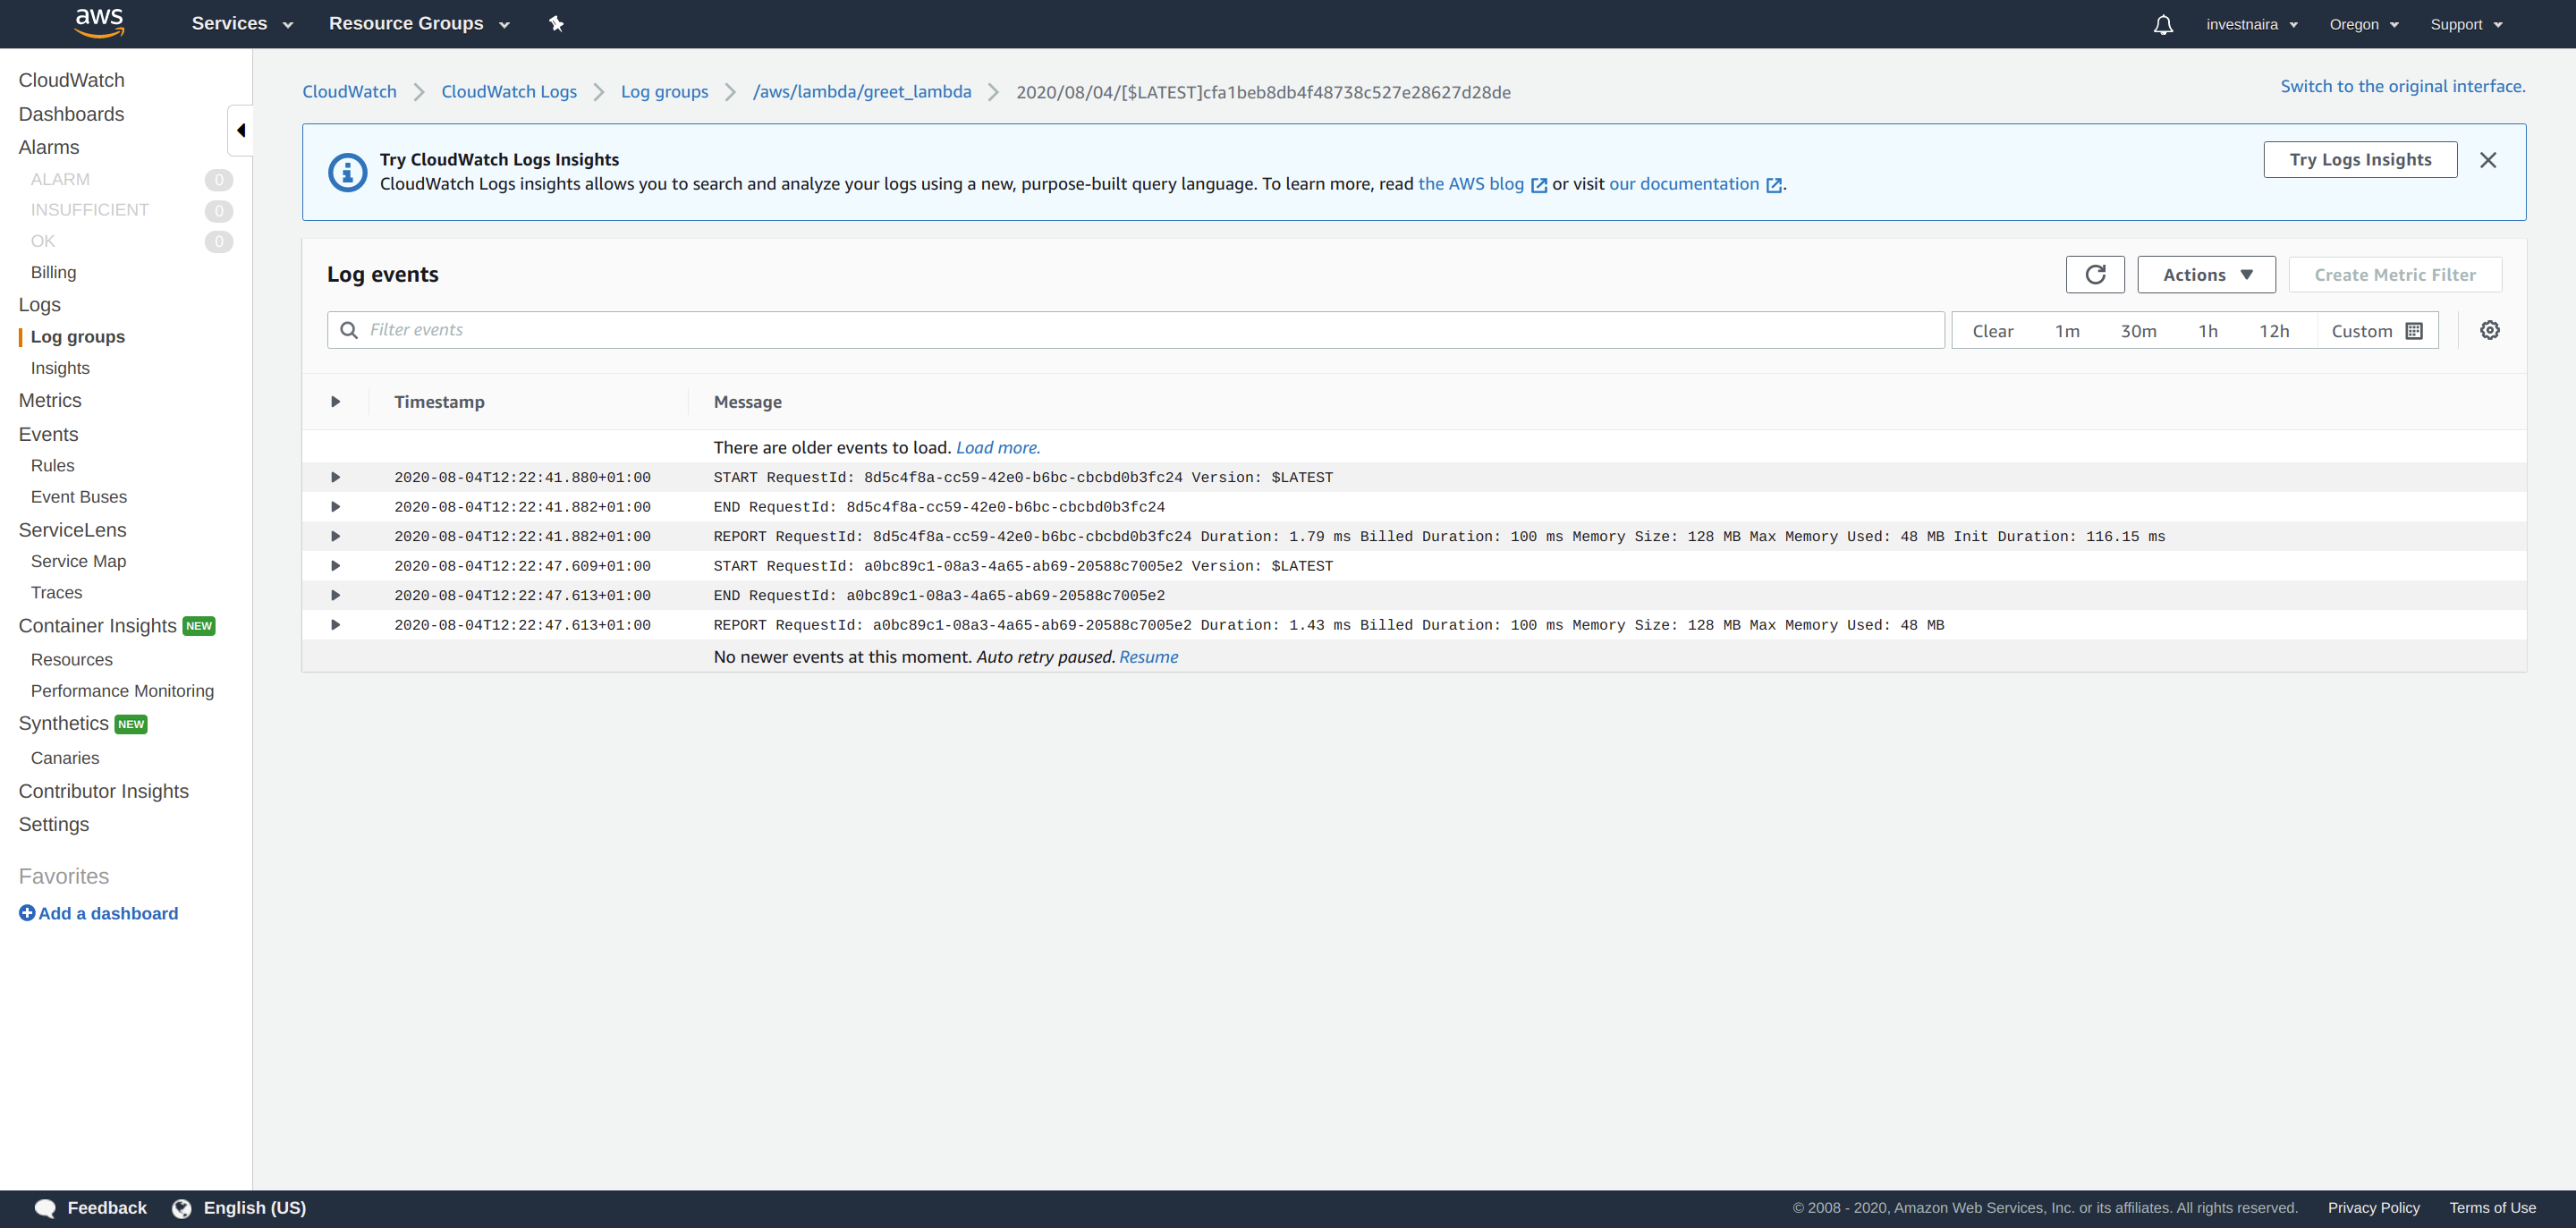 aws Services Resource Groups investnaira Oregon Support
CloudWatch
Dashboards
Alarms
ALARM 0
INSUFFICIENT 0
OK 0
Billing
Logs
Log groups
Insights
Metrics
Events
Rules
Event Buses
ServiceLens
Service Map
Traces
Container Insights NEW
Resources
Performance Monitoring
Synthetics NEW
Canaries
Contributor Insights
Settings
Favorites
Add a dashboard
CloudWatch CloudWatch Logs Log groups /aws/lambda/greet_lambda 2020/08/04/[$LATEST]cfa1beb8db4f48738c527e28627d28de
Switch to the original interface.
Try CloudWatch Logs Insights
CloudWatch Logs insights allows you to search and analyze your logs using a new, purpose-built query language. To learn more, read the AWS blog or visit our documentation .
Try Logs Insights
Log events
Actions Create Metric Filter
Filter events
Clear 1m 30m 1h 12h Custom
Timestamp Message
There are older events to load. Load more.
2020-08-04T12:22:41.880+01:00 START RequestId: 8d5c4f8a-cc59-42e0-b6bc-cbcbd0b3fc24 Version: $LATEST
2020-08-04T12:22:41.882+01:00 END RequestId: 8d5c4f8a-cc59-42e0-b6bc-cbcbd0b3fc24
2020-08-04T12:22:41.882+01:00 REPORT RequestId: 8d5c4f8a-cc59-42e0-b6bc-cbcbd0b3fc24 Duration: 1.79 ms Billed Duration: 100 ms Memory Size: 128 MB Max Memory Used: 48 MB Init Duration: 116.15 ms
2020-08-04T12:22:47.609+01:00 START RequestId: a0bc89c1-08a3-4a65-ab69-20588c7005e2 Version: $LATEST
2020-08-04T12:22:47.613+01:00 END RequestId: a0bc89c1-08a3-4a65-ab69-20588c7005e2
2020-08-04T12:22:47.613+01:00 REPORT RequestId: a0bc89c1-08a3-4a65-ab69-20588c7005e2 Duration: 1.43 ms Billed Duration: 100 ms Memory Size: 128 MB Max Memory Used: 48 MB
No newer events at this moment. Auto retry paused. Resume
Feedback English (US) © 2008 - 2020, Amazon Web Services, Inc. or its affiliates. All rights reserved. Privacy Policy Terms of Use